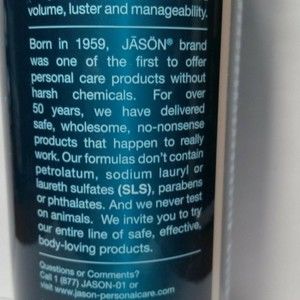 volume, luster and manageability.
Born in 1959, JĀSÖN® brand
was one of the first to offer
personal care products without
harsh chemicals. For over
50 years, we have delivered
safe, wholesome, no-nonsense
products that happen to really
work. Our formulas don't contain
petrolatum, sodium lauryl or
laureth sulfates (SLS), parabens
or phthalates. And we never test
on animals. We invite you to try
our entire line of safe, effective,
body-loving products.
Questions or Comments?
Call 1 (877) JASON-01 or
visit www.jason-personalcare.com